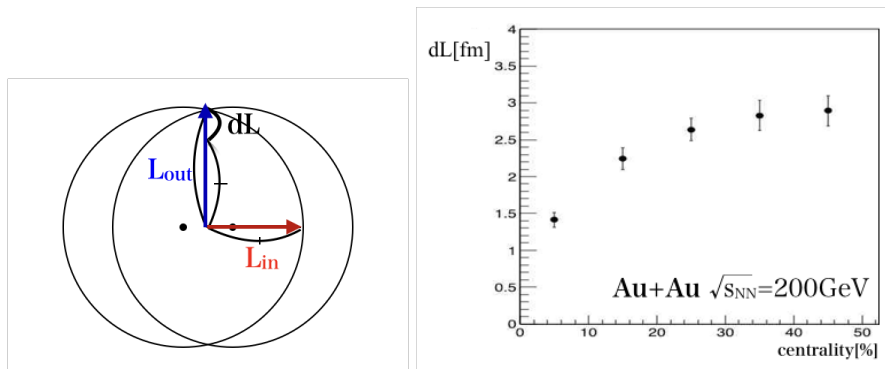 dL
Lout
Lin
dL[fm]
4
3.5
3
2.5
2
1.5
1
0.5
0
Au+Au √sNN=200GeV
0 10 20 30 40 50
centrality[%]